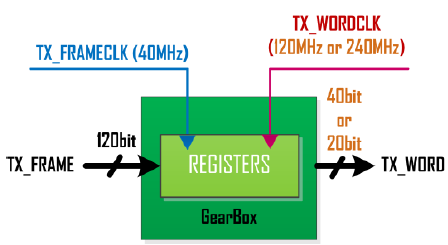 TX_WORDCLK
(120MHz or 240MHz)
TX_FRAMECLK (40MHz)
40bit
or
20bit
120bit
TX_FRAME
REGISTERS
TX_WORD
GearBox